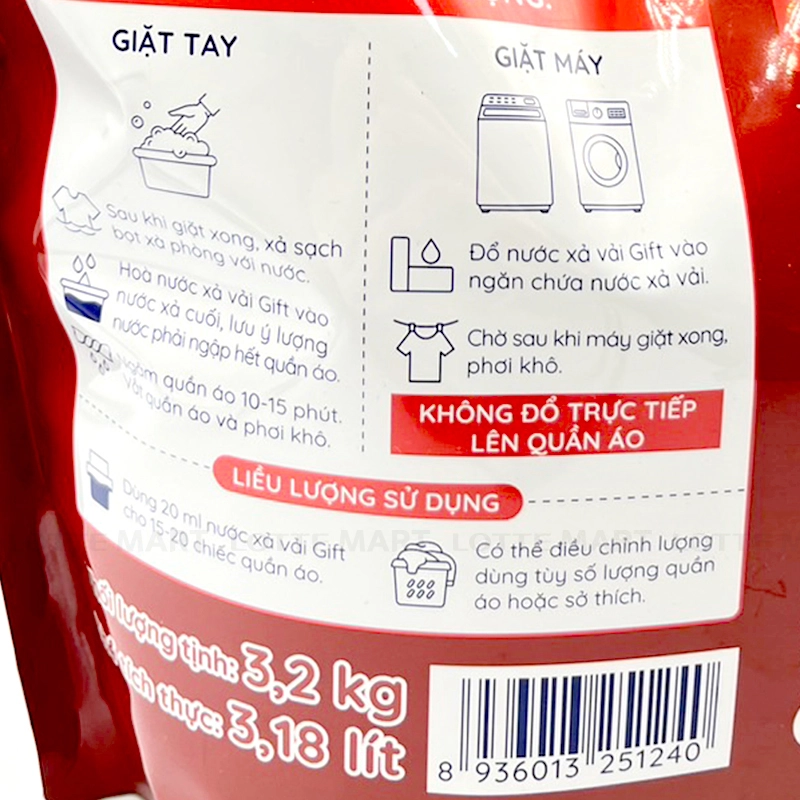 GIẶT TAY
Sau khi giặt xong, xả sạch
bọt xà phòng với nước.
Hoà nước xả vải Gift vào
nước xả cuối, lưu ý lượng
nước phải ngập hết quần áo.
Ngâm quần áo 10-15 phút.
Vắt quần áo và phơi khô.
GIẶT MÁY
Đổ nước xả vải Gift vào
ngăn chứa nước xả vải.
Chờ sau khi máy giặt xong,
phơi khô.
KHÔNG ĐỔ TRỰC TIẾP
LÊN QUẦN ÁO
LIỀU LƯỢNG SỬ DỤNG
Dùng 20 ml nước xả vải Gift
cho 15-20 chiếc quần áo.
Có thể điều chỉnh lượng
dùng tùy số lượng quần
áo hoặc sở thích.
LOTTE MART LOTTE MART LOTTE
lượng tịnh: 3,2 kg
tích thực: 3,18 lít
8 936013 251240